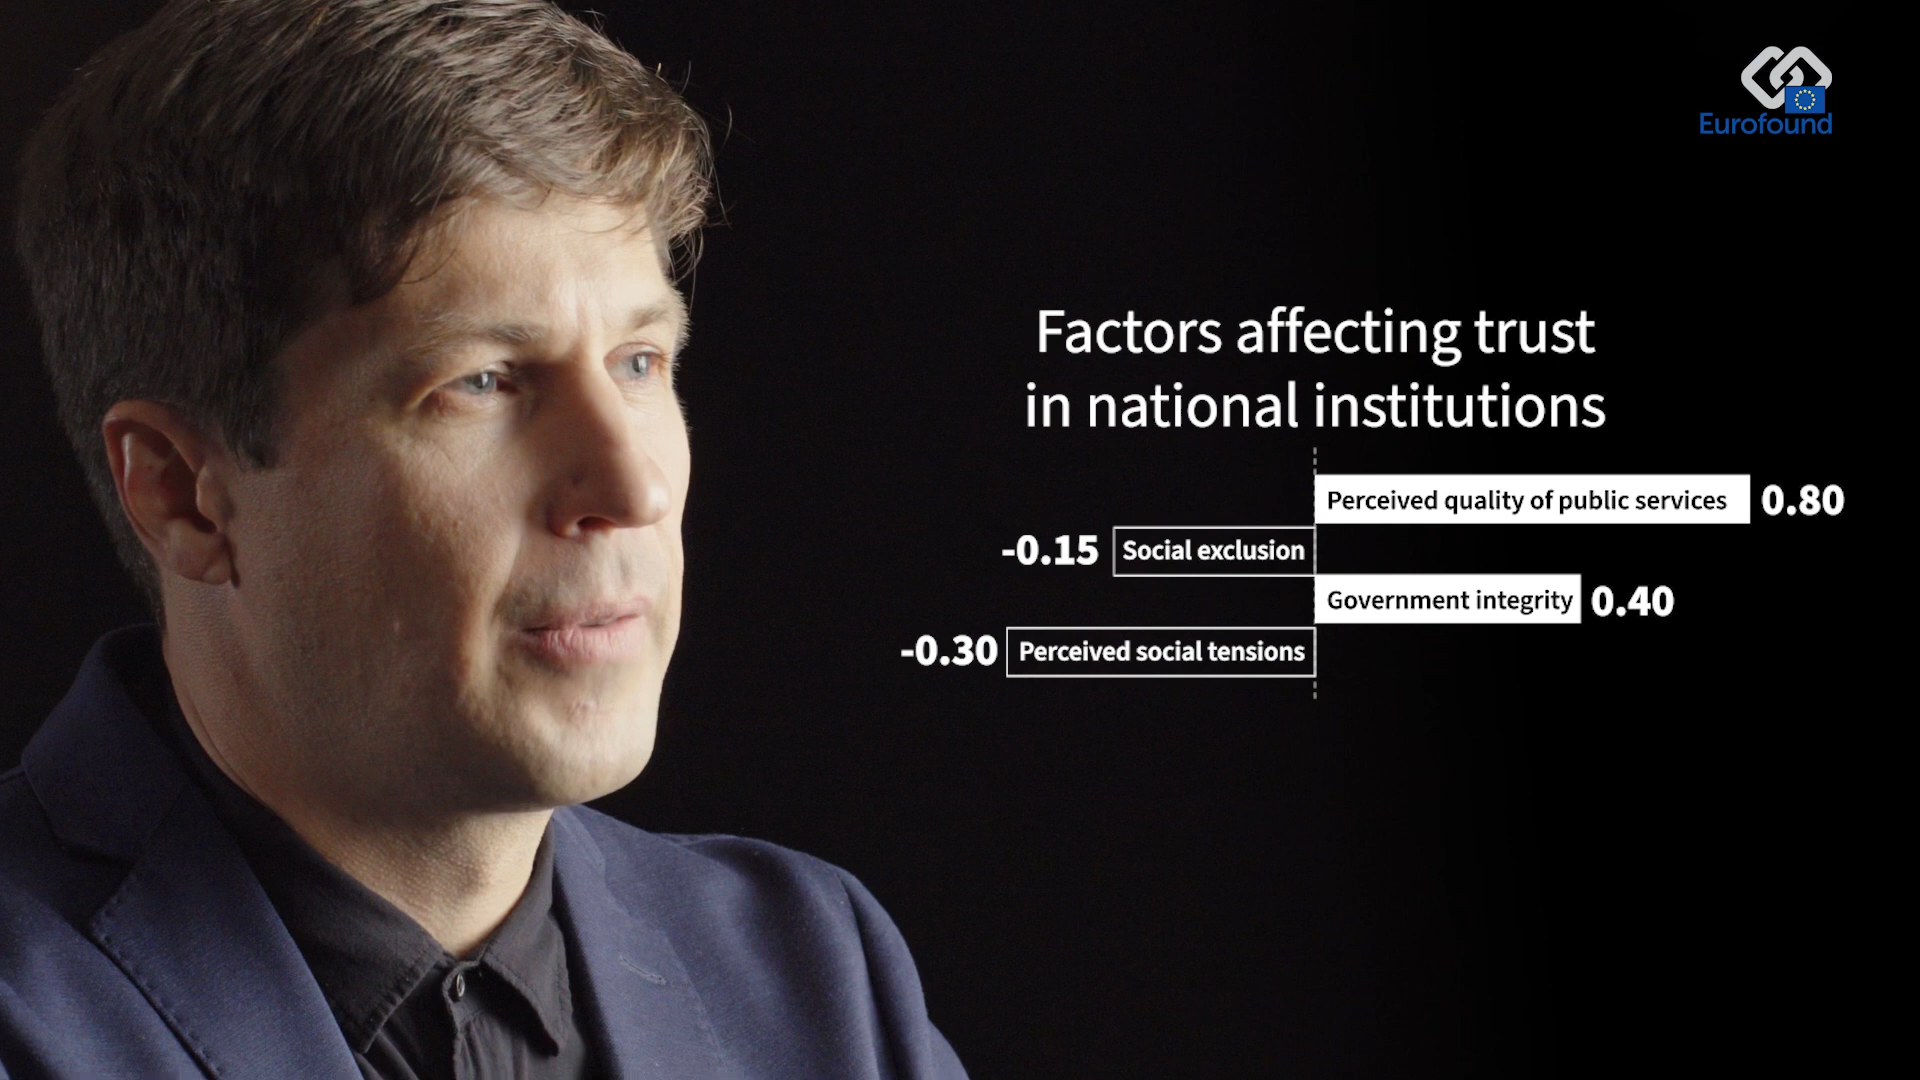 Eurofound
Factors affecting trust
in national institutions
Perceived quality of public services 0.80
-0.15 Social exclusion
Government integrity 0.40
-0.30 Perceived social tensions